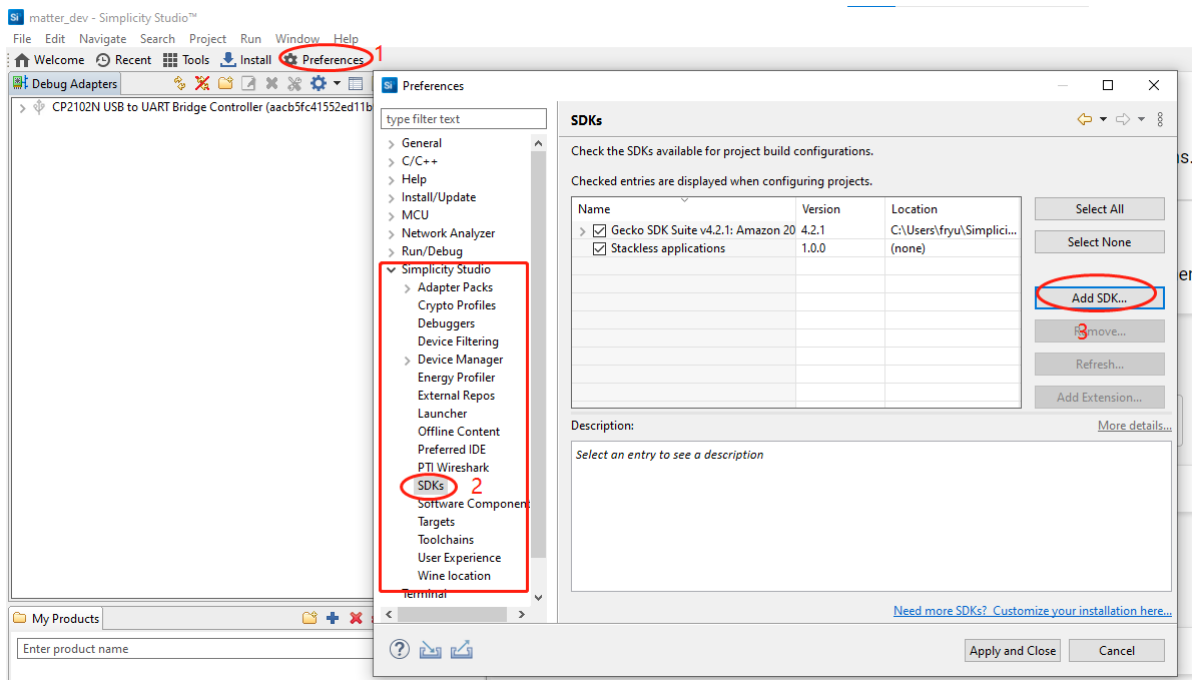 Si matter_dev - Simplicity Studio™
File Edit Navigate Search Project Run Window Help
Welcome Recent Tools Install Preferences 1
Debug Adapters
CP2102N USB to UART Bridge Controller (aacb5fc41552ed11b
My Products
Enter product name
Si Preferences
type filter text
General
C/C++
Help
Install/Update
MCU
Network Analyzer
Run/Debug
Simplicity Studio
Adapter Packs
Crypto Profiles
Debuggers
Device Filtering
Device Manager
Energy Profiler
External Repos
Launcher
Offline Content
Preferred IDE
PTI Wireshark
SDKs 2
Software Component
Targets
Toolchains
User Experience
Wine location
Terminal
SDKs
Check the SDKs available for project build configurations.
Checked entries are displayed when configuring projects.
Name Version Location
Gecko SDK Suite v4.2.1: Amazon 20 4.2.1 C:\Users\fryu\Simplici...
Stackless applications 1.0.0 (none)
Select All
Select None
Add SDK...
3
Remove...
Refresh...
Add Extension...
Description: More details...
Select an entry to see a description
Need more SDKs? Customize your installation here...
Apply and Close Cancel
s.
er